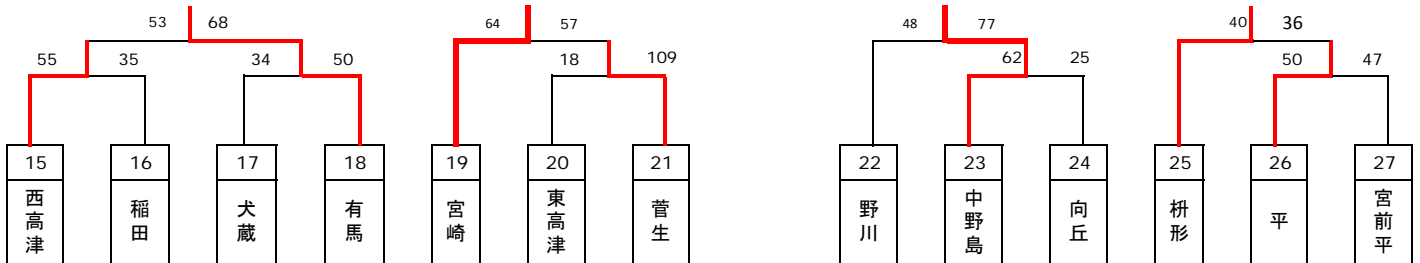 53 68 64 57 48 77 40 36
55 35 34 50 18 109 62 25 50 47
15 16 17 18 19 20 21 22 23 24 25 26 27
西高津
稲田
犬蔵
有馬
宮崎
東高津
菅生
野川
中野島
向丘
枡形
平
宮前平